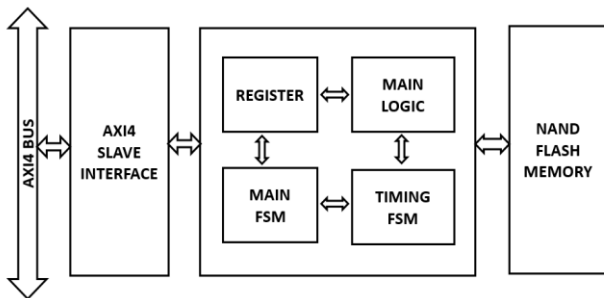 AXI4 BUS
AXI4
SLAVE
INTERFACE
REGISTER
MAIN
LOGIC
MAIN
FSM
TIMING
FSM
NAND
FLASH
MEMORY